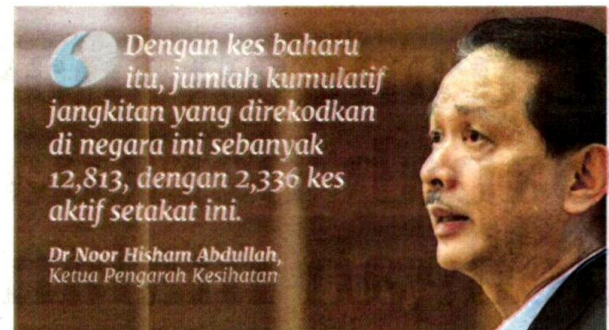 Dengan kes baharu
itu, jumlah kumulatif
jangkitan yang direkodkan
di negara ini sebanyak
12,813, dengan 2,336 kes
aktif setakat ini.
Dr Noor Hisham Abdullah,
Ketua Pengarah Kesihatan